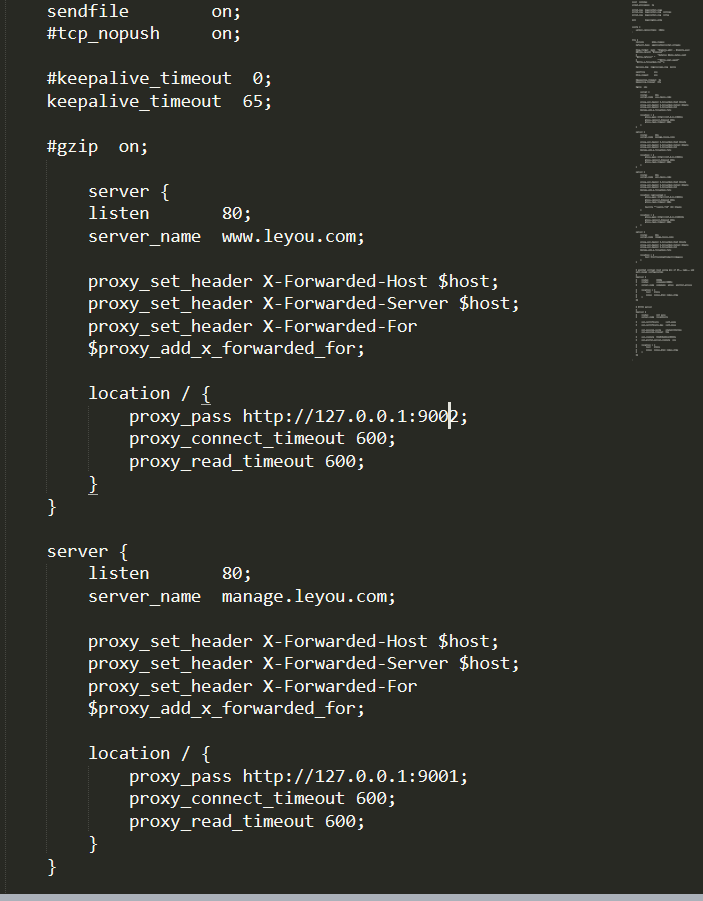 sendfile        on;
#tcp_nopush     on;
#keepalive_timeout  0;
keepalive_timeout  65;
#gzip  on;
server {
listen       80;
server_name  www.leyou.com;
proxy_set_header X-Forwarded-Host $host;
proxy_set_header X-Forwarded-Server $host;
proxy_set_header X-Forwarded-For
$proxy_add_x_forwarded_for;
location / {
proxy_pass http://127.0.0.1:9002;
proxy_connect_timeout 600;
proxy_read_timeout 600;
}
}
server {
listen       80;
server_name  manage.leyou.com;
proxy_set_header X-Forwarded-Host $host;
proxy_set_header X-Forwarded-Server $host;
proxy_set_header X-Forwarded-For
$proxy_add_x_forwarded_for;
location / {
proxy_pass http://127.0.0.1:9001;
proxy_connect_timeout 600;
proxy_read_timeout 600;
}
}